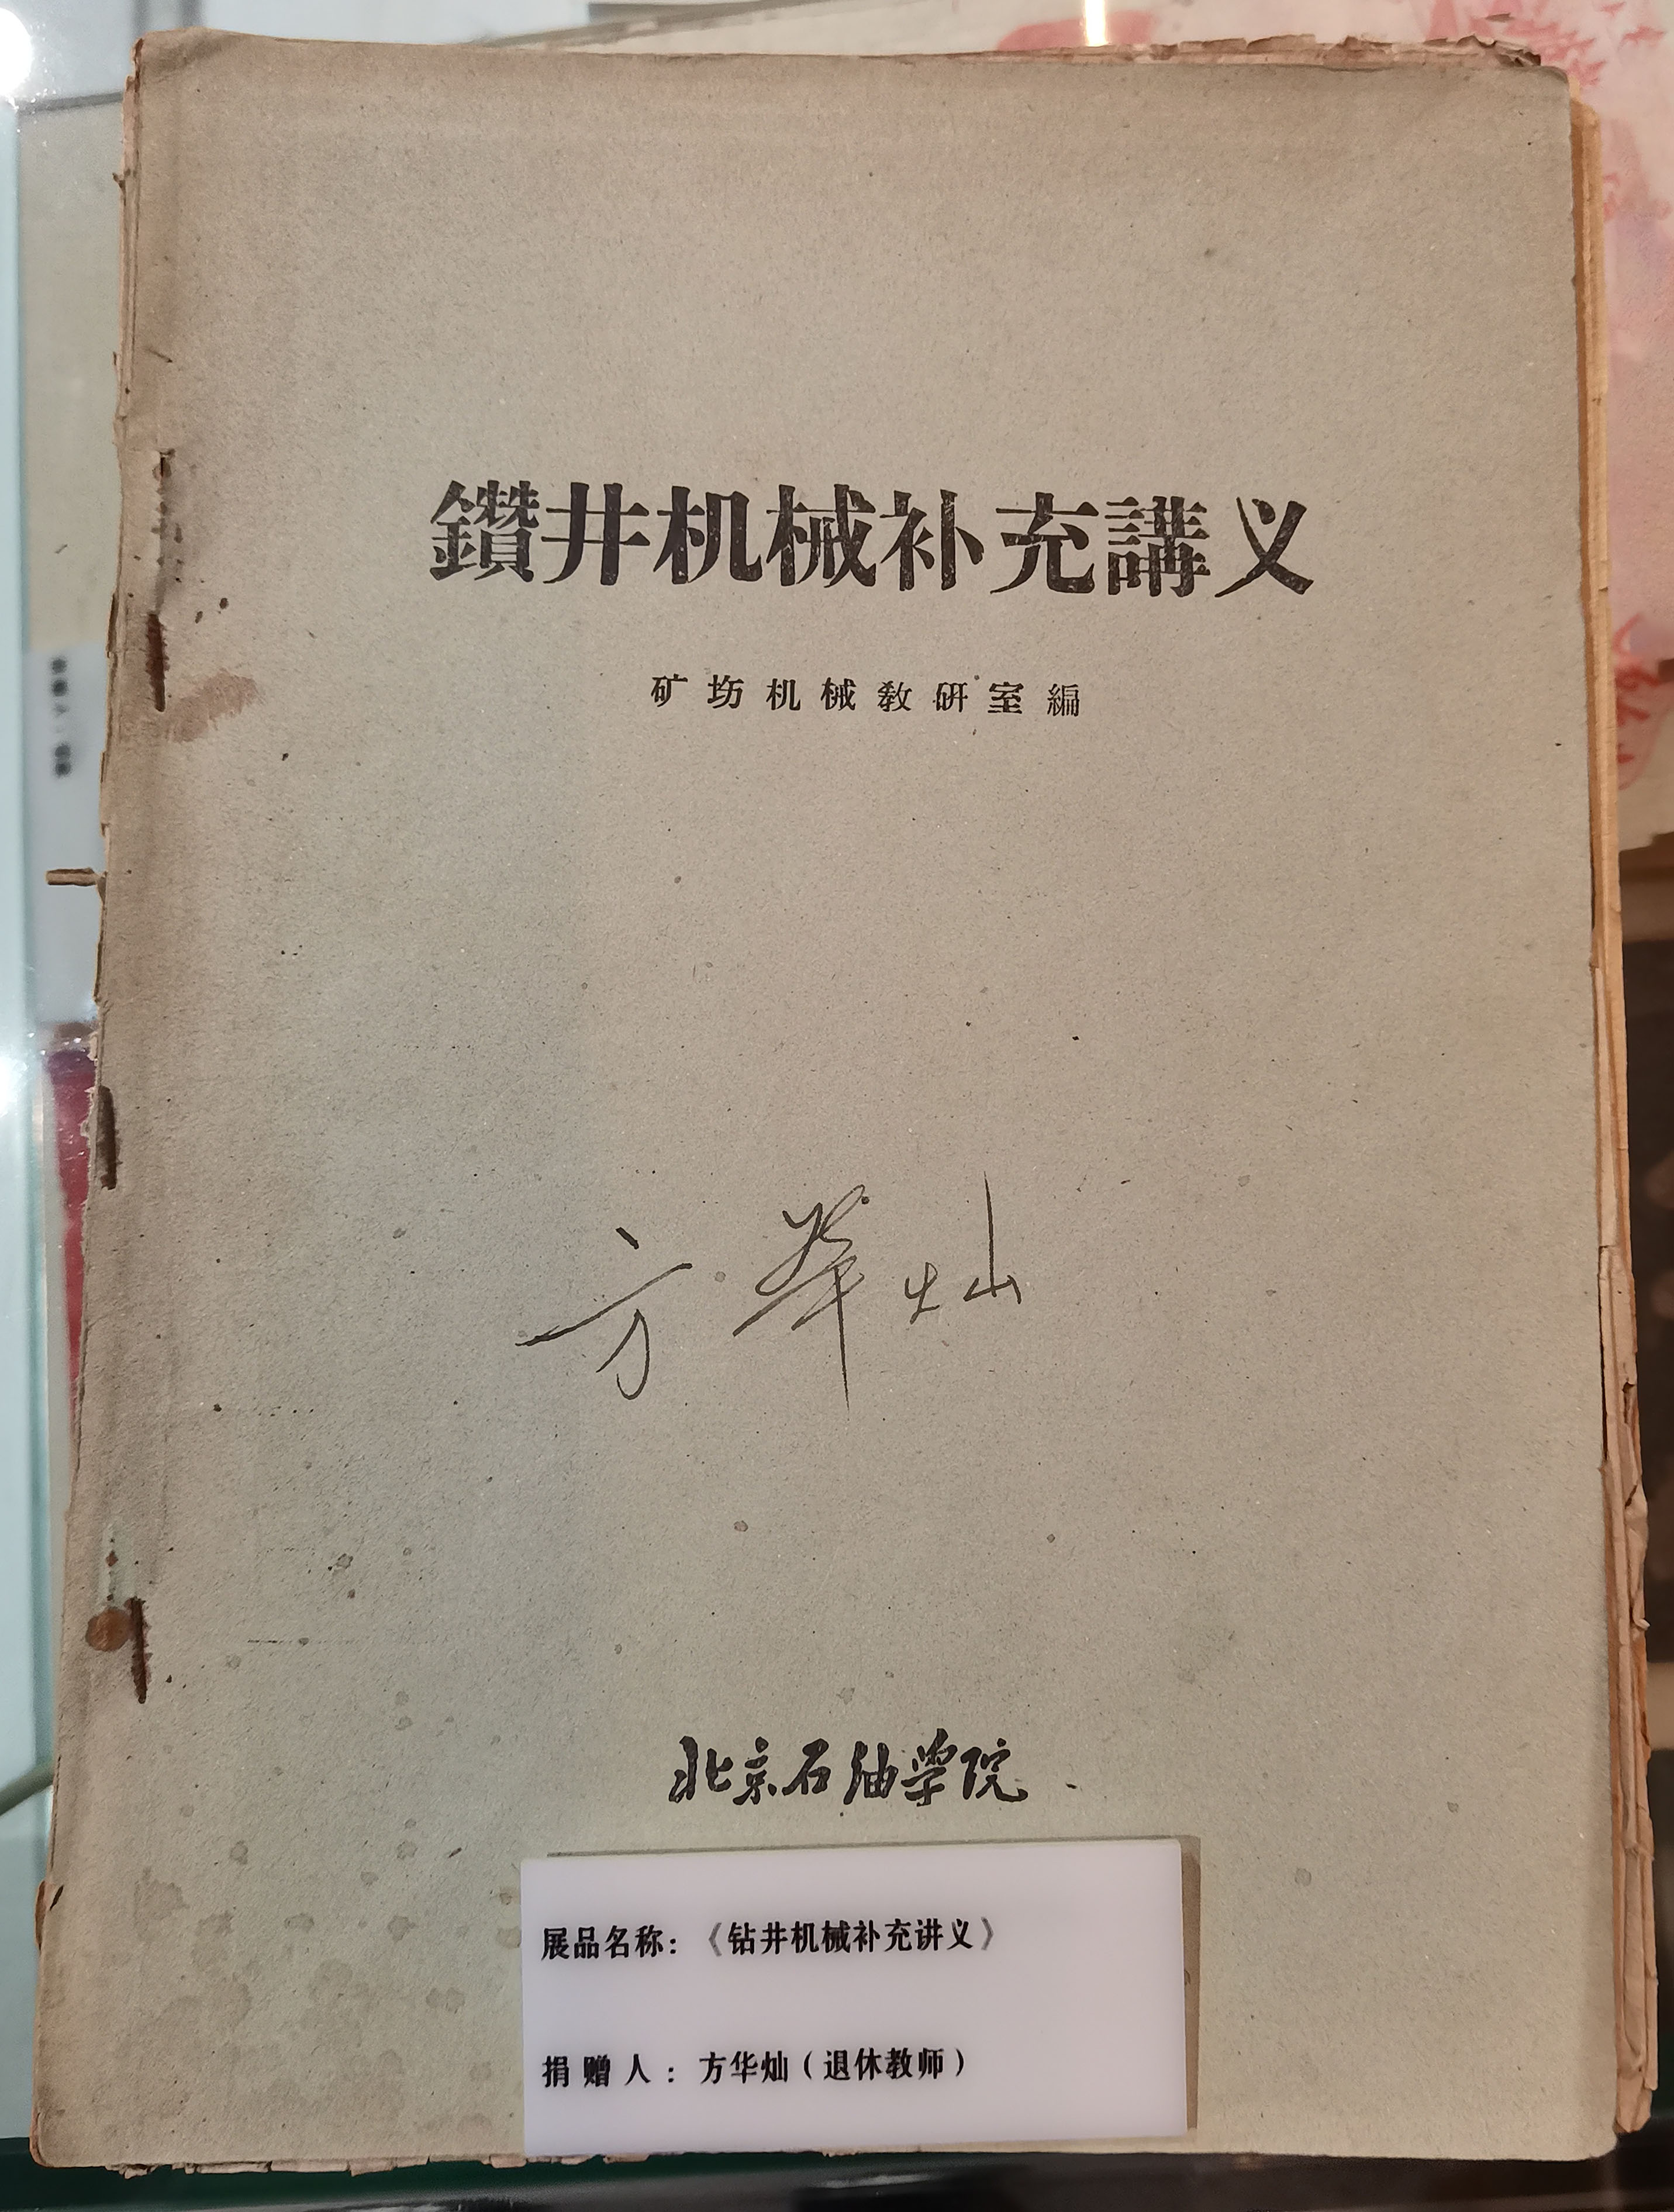 鑽井机械补充講义
矿坊机械教研室編
方华灿
北京石油学院
展品名称：《钻井机械补充讲义》
捐赠人：方华灿（退休教师）